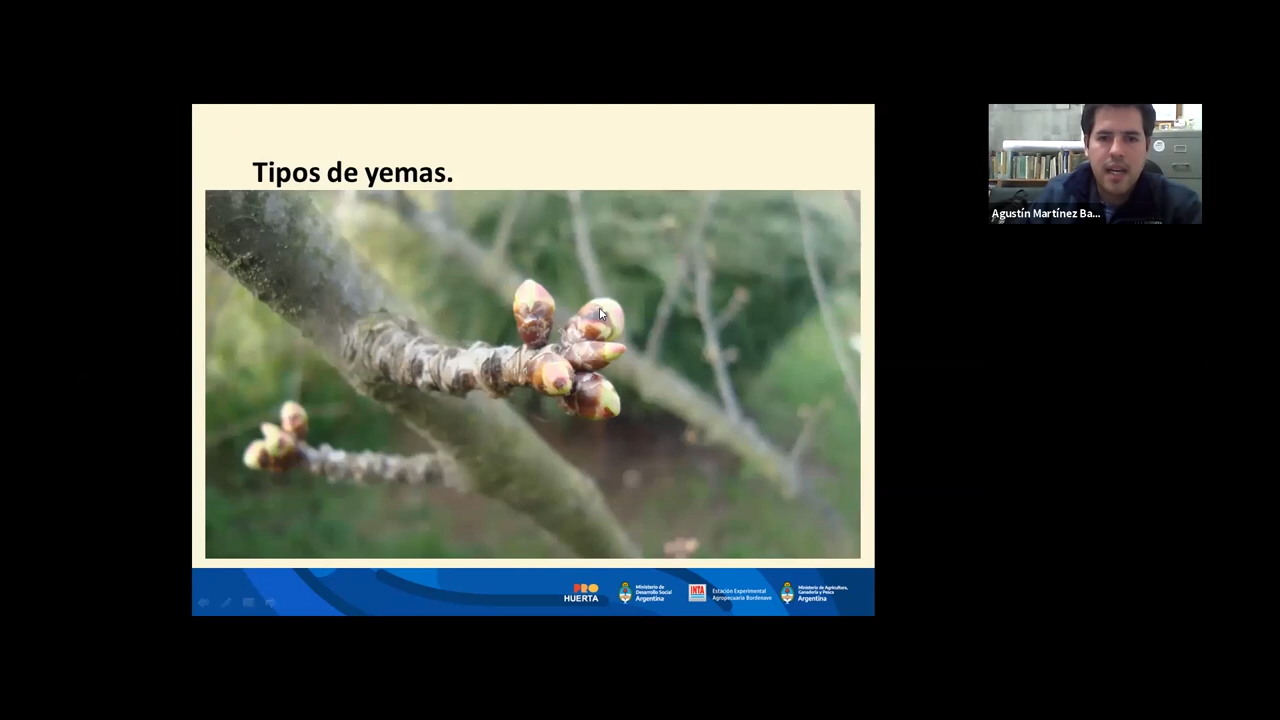 Tipos de yemas.
Agustín Martínez Ba...
PRO
HUERTA
Ministerio de
Desarrollo Social
Argentina
INTA
Estación Experimental
Agropecuaria Bordenave
Ministerio de Agricultura,
Ganadería y Pesca
Argentina